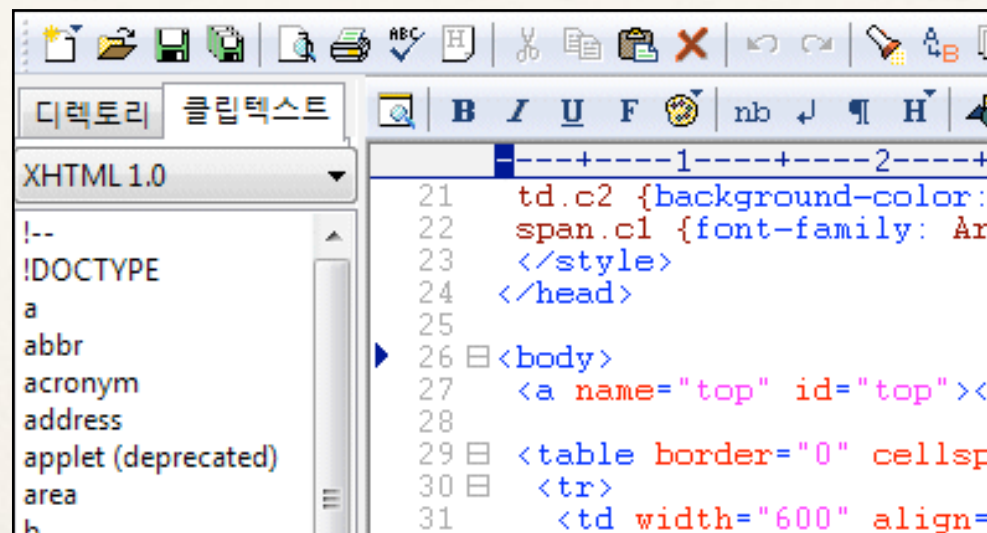 ABC H A B
디렉토리 클립텍스트 B I U F nb ↲ ¶ H
XHTML 1.0
----+----1----+----2----+
!--
!DOCTYPE
a
abbr
acronym
address
applet (deprecated)
area
b
21 td.c2 {background-color:
22 span.c1 {font-family: Ar
23 </style>
24 </head>
25
26 <body>
27 <a name="top" id="top"><
28
29 <table border="0" cellsp
30 <tr>
31 <td width="600" align=